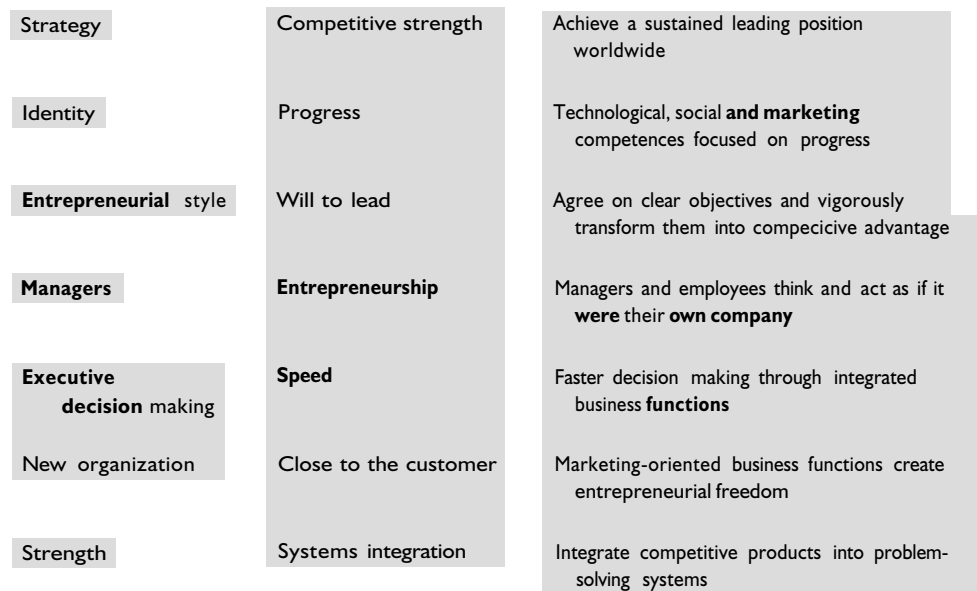 Strategy Competitive strength Achieve a sustained leading position
worldwide
Identity Progress Technological, social and marketing
competences focused on progress
Entrepreneurial style Will to lead Agree on clear objectives and vigorously
transform them into compecicive advantage
Managers Entrepreneurship Managers and employees think and act as if it
were their own company
Executive Speed Faster decision making through integrated
decision making business functions
New organization Close to the customer Marketing-oriented business functions create
entrepreneurial freedom
Strength Systems integration Integrate competitive products into problem-
solving systems